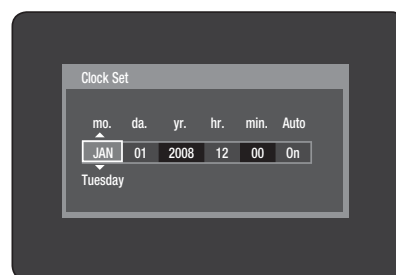 Clock Set
mo. da. yr. hr. min. Auto
JAN 01 2008 12 00 On
Tuesday